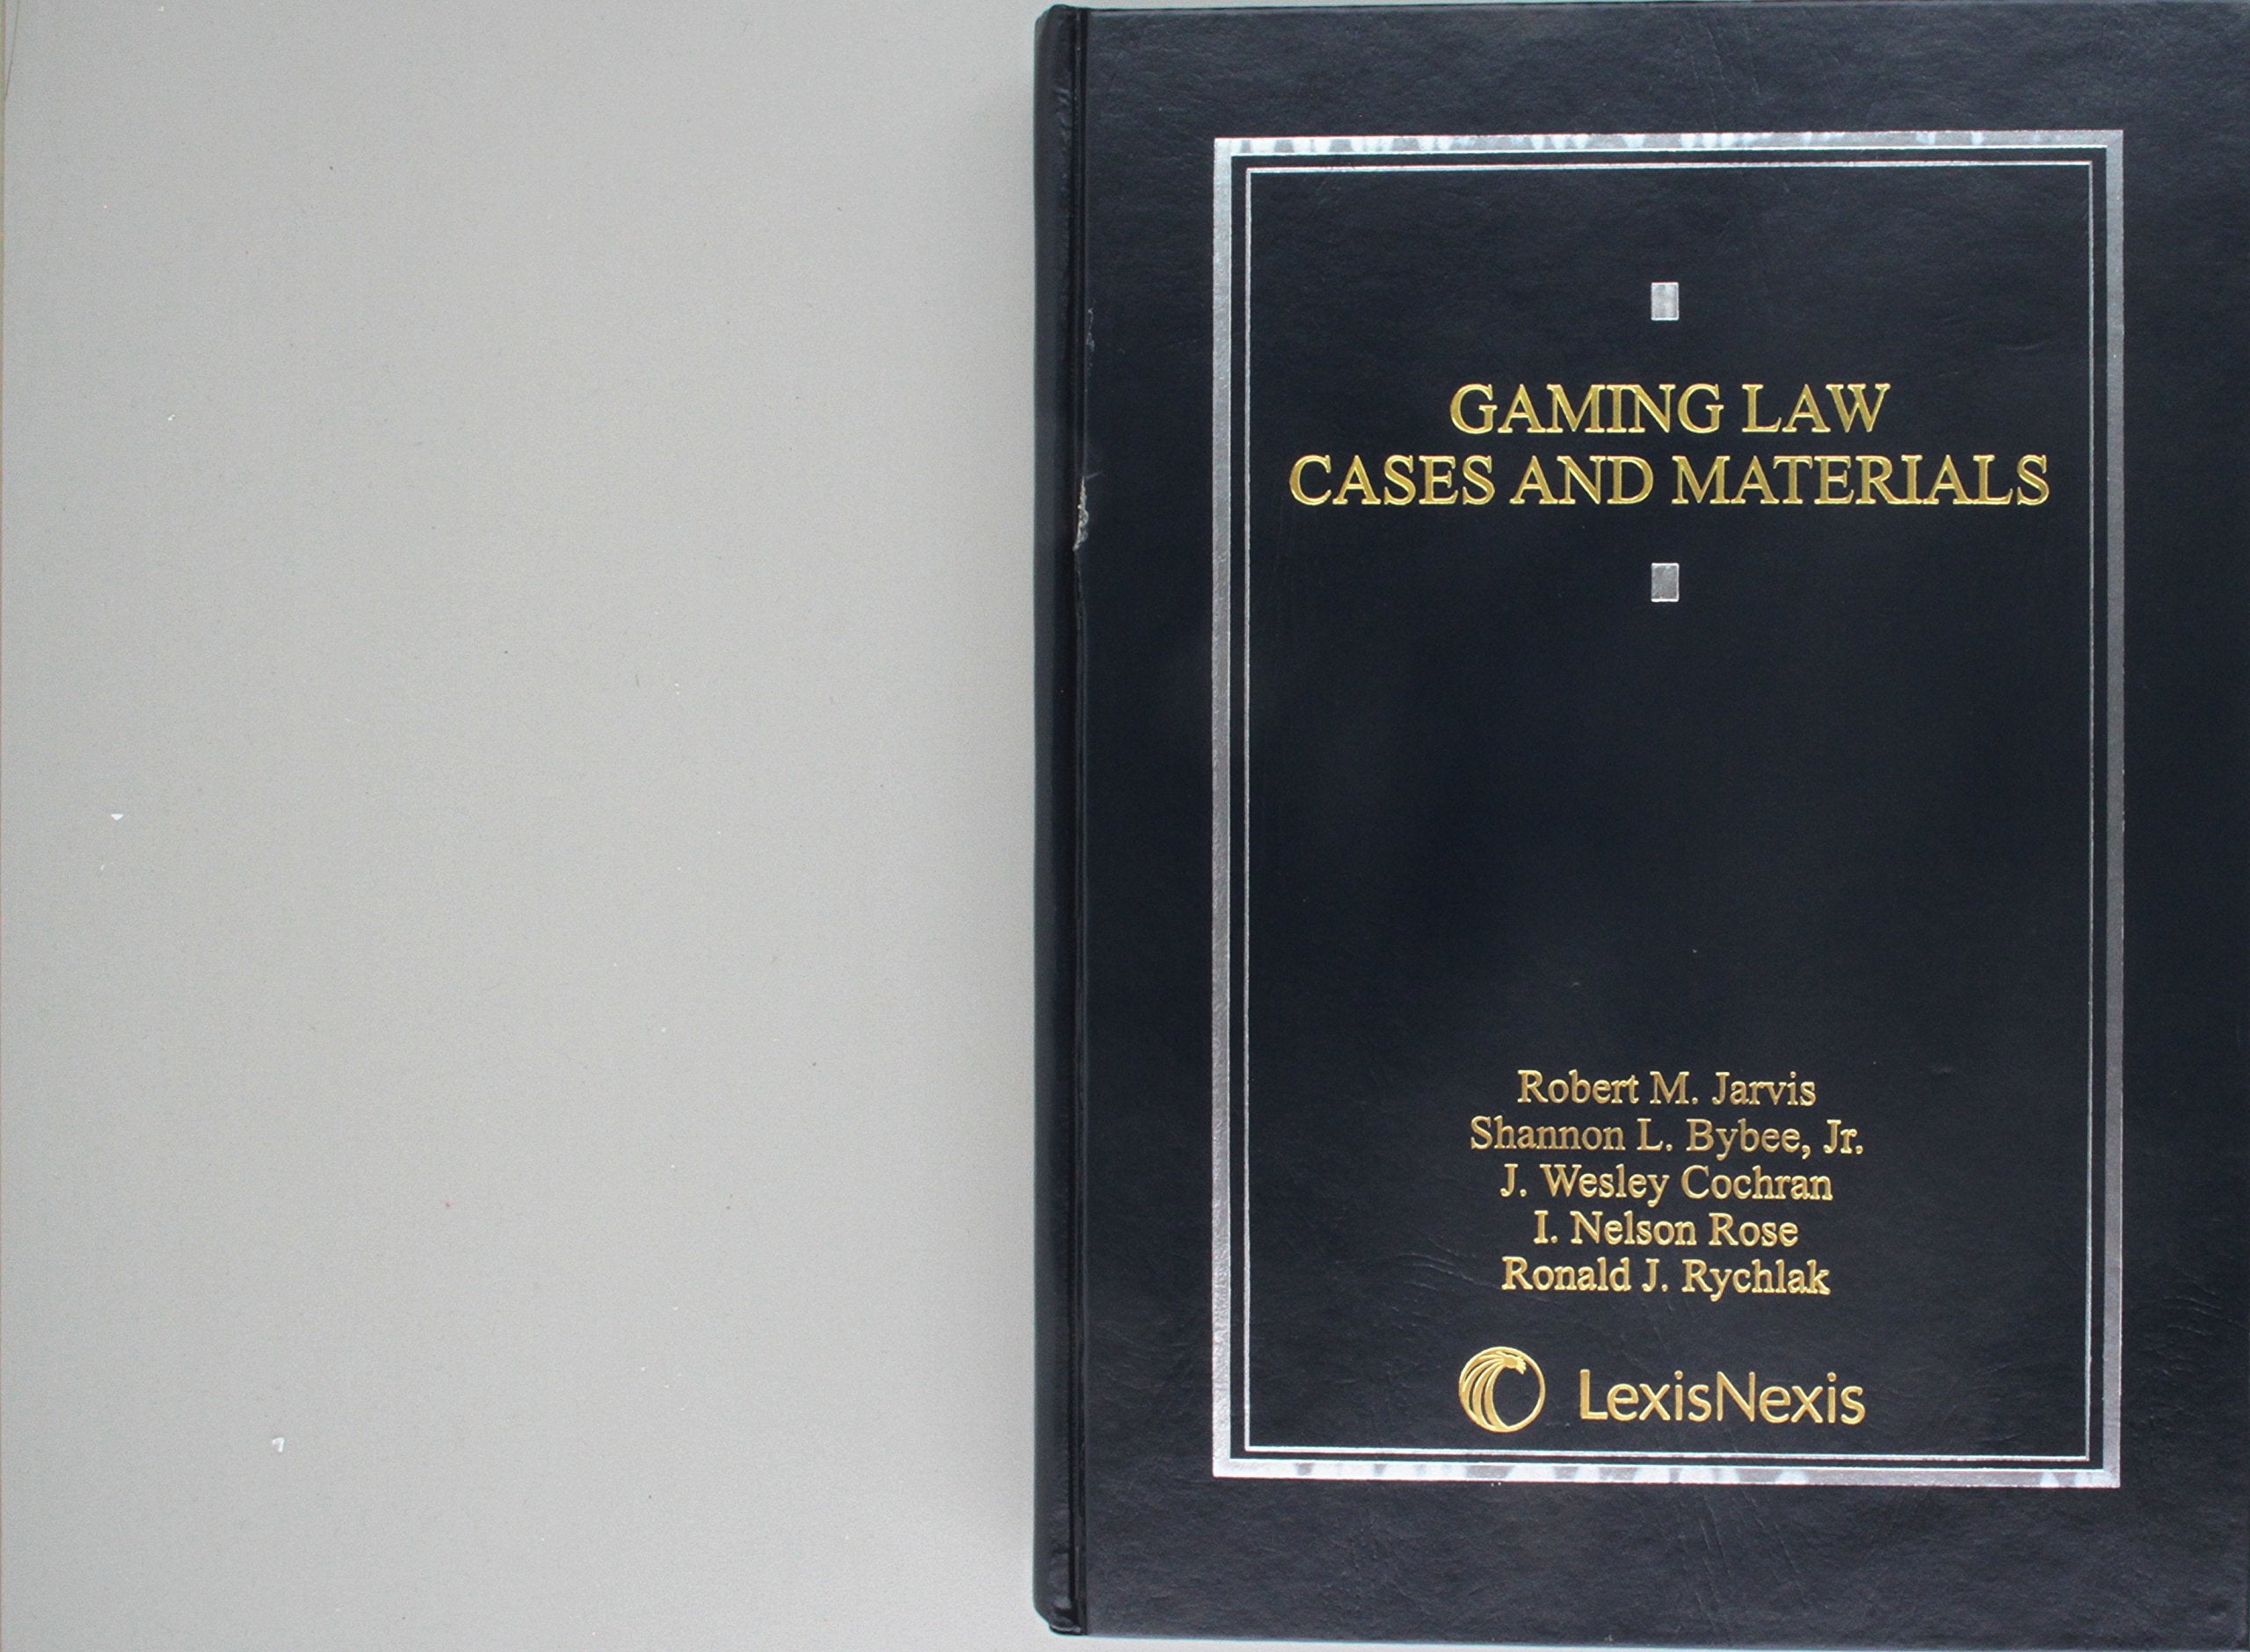 GAMING LAW
CASES AND MATERIALS
Robert M. Jarvis
Shannon L. Bybee, Jr.
J. Wesley Cochran
I. Nelson Rose
Ronald J. Rychlak
LexisNexis